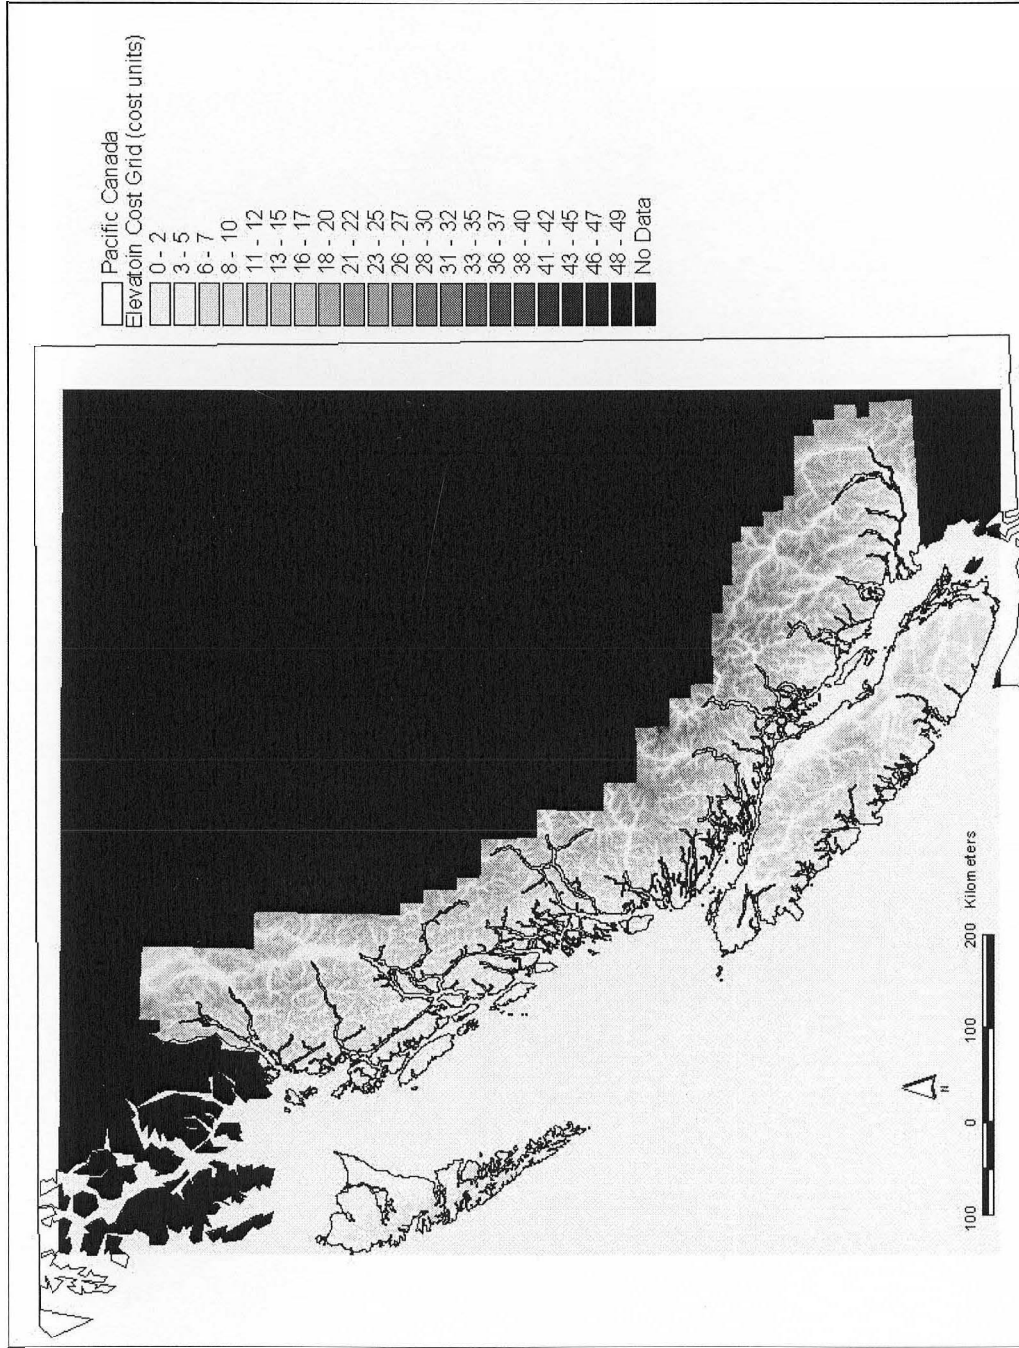 Pacific Canada
Elevatoin Cost Grid (cost units)
0 - 2
3 - 5
6 - 7
8 - 10
11 - 12
13 - 15
16 - 17
18 - 20
21 - 22
23 - 25
26 - 27
28 - 30
31 - 32
33 - 35
36 - 37
38 - 40
41 - 42
43 - 45
46 - 47
48 - 49
No Data
N
100 0 100 200 Kilometers